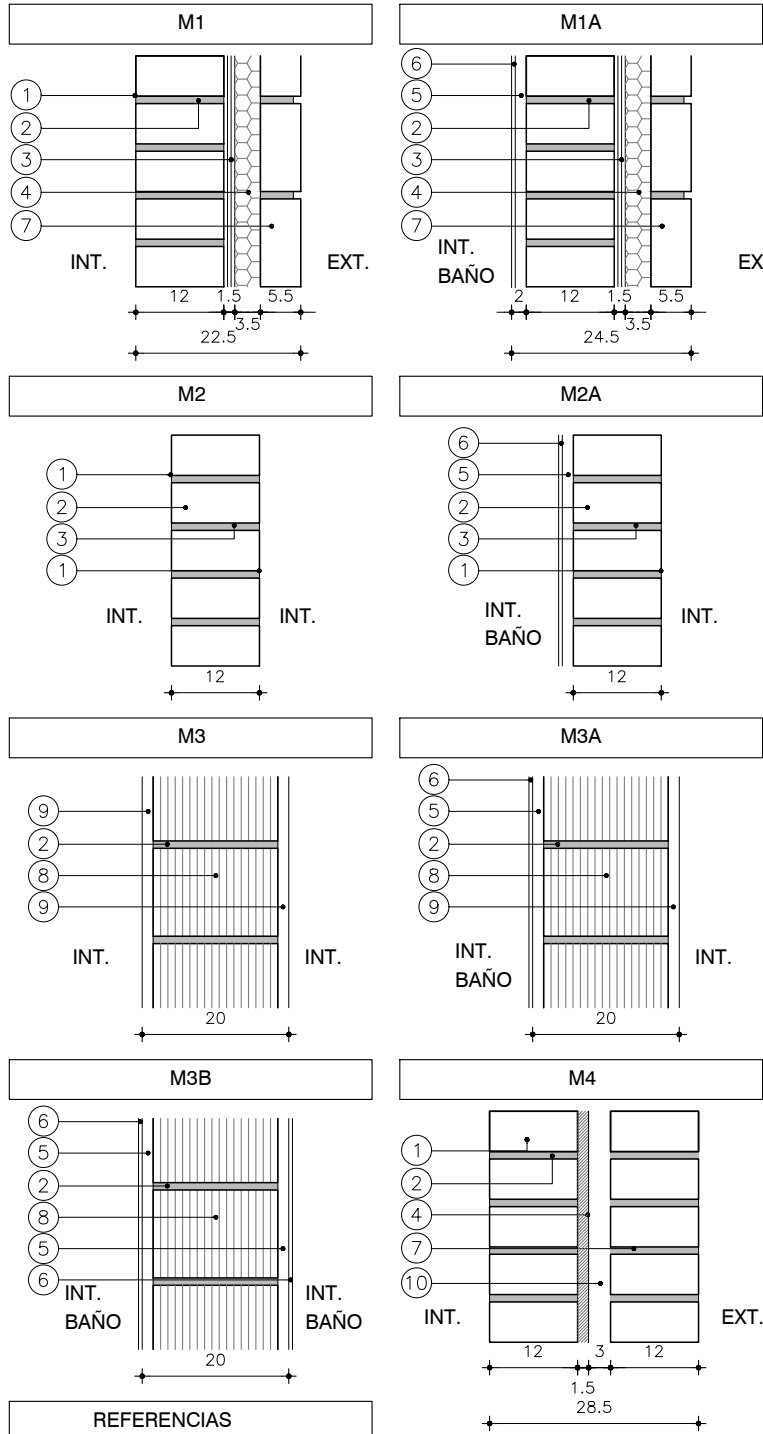 M1
1
2
3
4
7
INT.
EXT.
12
1.5
5.5
3.5
22.5
M1A
6
5
2
3
4
7
INT.
BAÑO
EX
2
12
1.5
5.5
3.5
24.5
M2
1
2
3
1
INT.
INT.
12
M2A
6
5
2
3
1
INT.
BAÑO
INT.
12
M3
9
2
8
9
INT.
INT.
20
M3A
6
5
2
8
9
INT.
BAÑO
INT.
20
M3B
6
5
2
8
5
6
INT.
BAÑO
INT.
BAÑO
20
M4
1
2
4
7
10
INT.
EXT.
12
3
12
1.5
28.5
REFERENCIAS